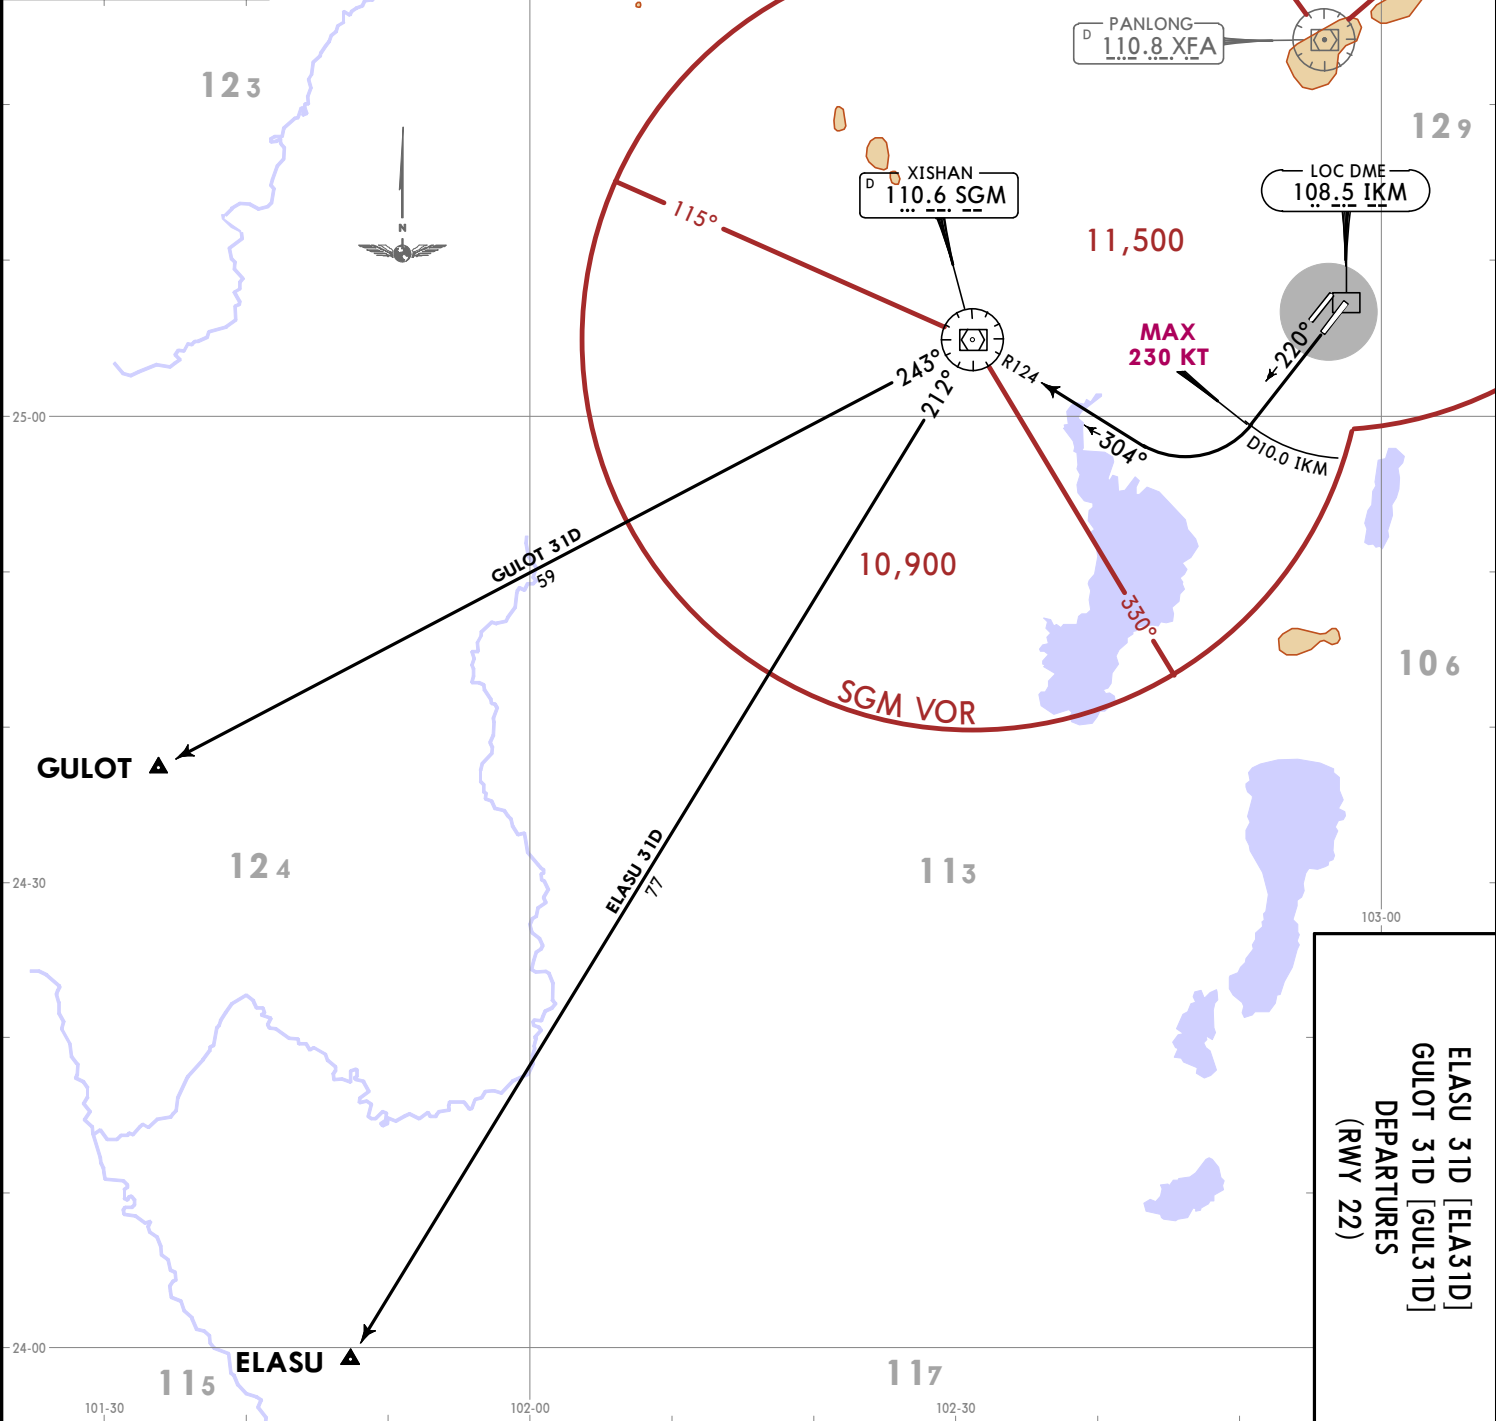 PANLONG
D 110.8 XFA
123
129
XISHAN
D 110.6 SGM
LOC DME
108.5 IKM
115°
N
11,500
MAX
230 KT
220°
243°
R124
212°
25-00
304°
D10.0 IKM
GULOT 31D
59
10,900
330°
106
SGM VOR
GULOT
ELASU 31D
77
124
113
24-30
103-00
ELASU 31D [ELA31D]
GULOT 31D [GUL31D]
DEPARTURES
(RWY 22)
24-00
ELASU
115
117
101-30
102-00
102-30